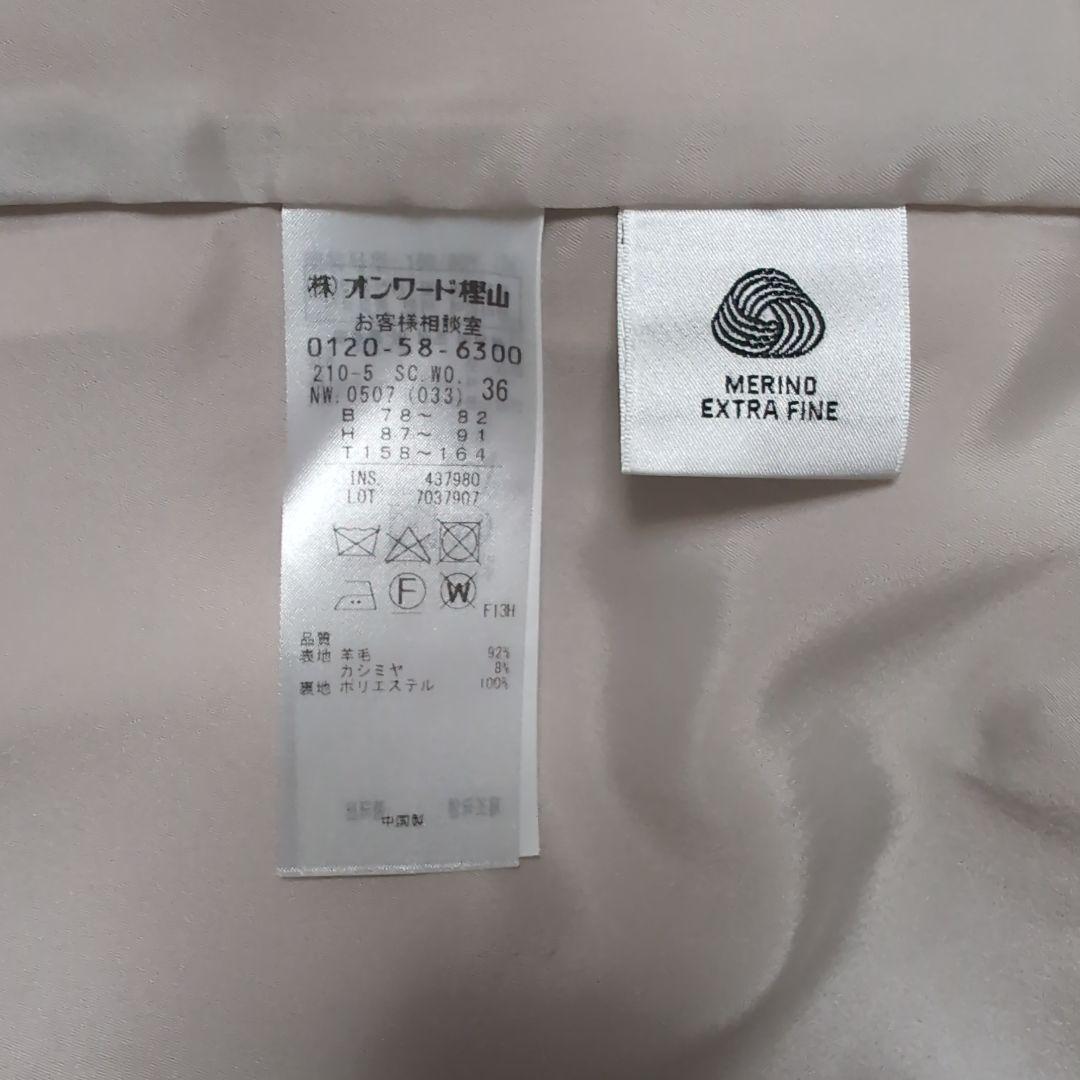 ㈱オンワード樫山
お客様相談室
0120-58-6300
210-5 SC.WO.
NW.0507 (033) 36
B 78〜 82
H 87〜 91
T158〜164
INS. 437980
LOT 7037907
F
W
F13H
品質
表地 羊毛 92%
カシミヤ 8%
裏地 ポリエステル 100%
中国製
MERINO
EXTRA FINE